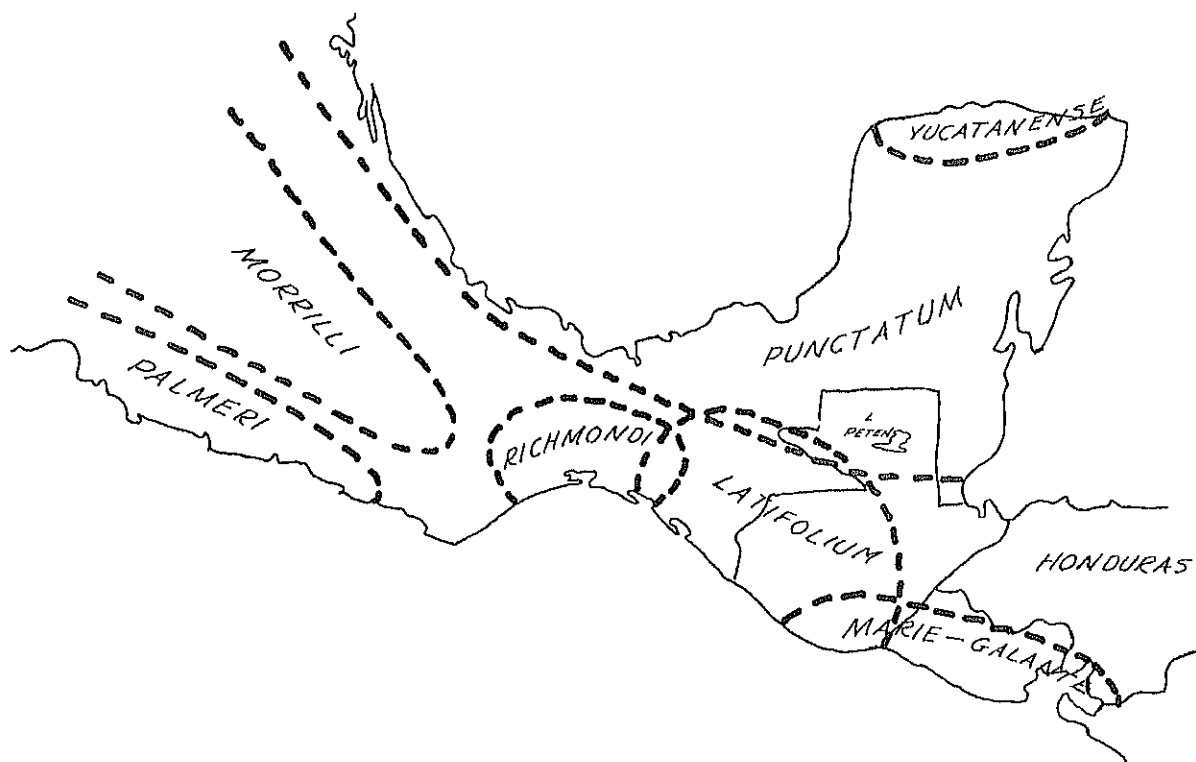 YUCATANENSE
MORRILLI
PUNCTATUM
PALMERI
L
PETEN
RICHMONDI
LATIFOLIUM
HONDURAS
MARIE-GALANTE